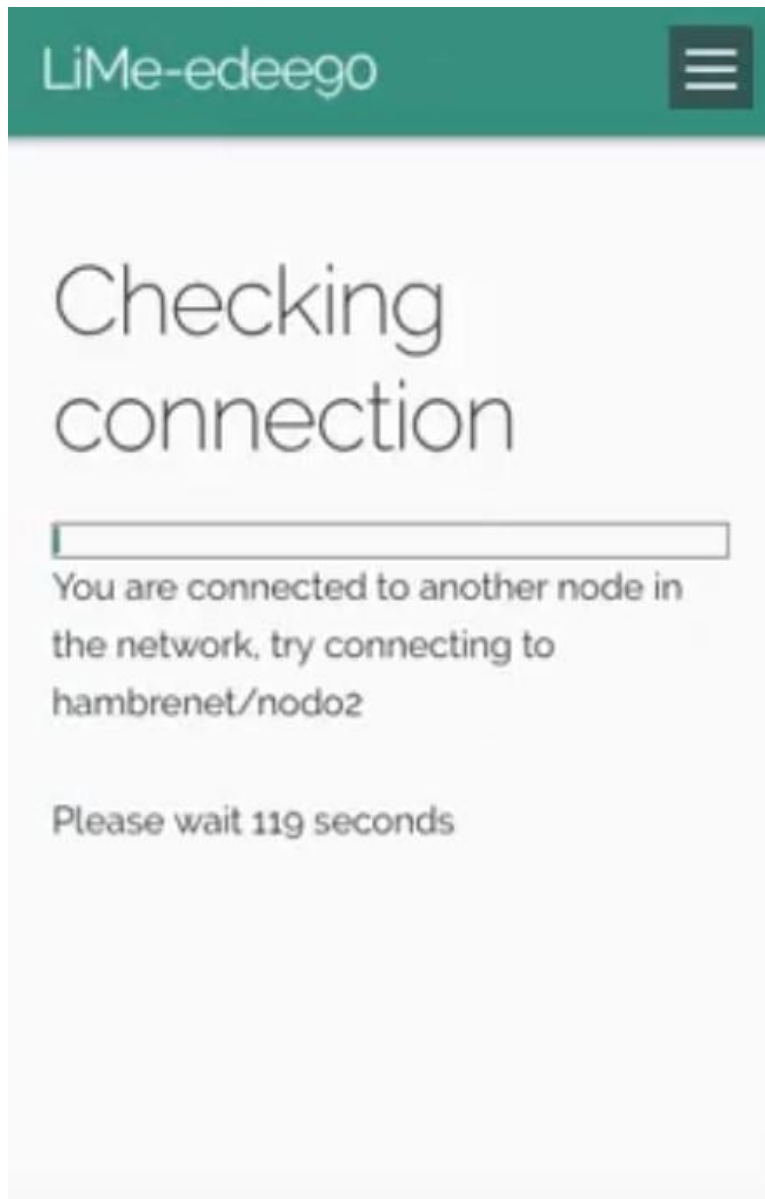 LiMe-edee90
Checking
connection
You are connected to another node in
the network, try connecting to
hambrenet/nodo2
Please wait 119 seconds